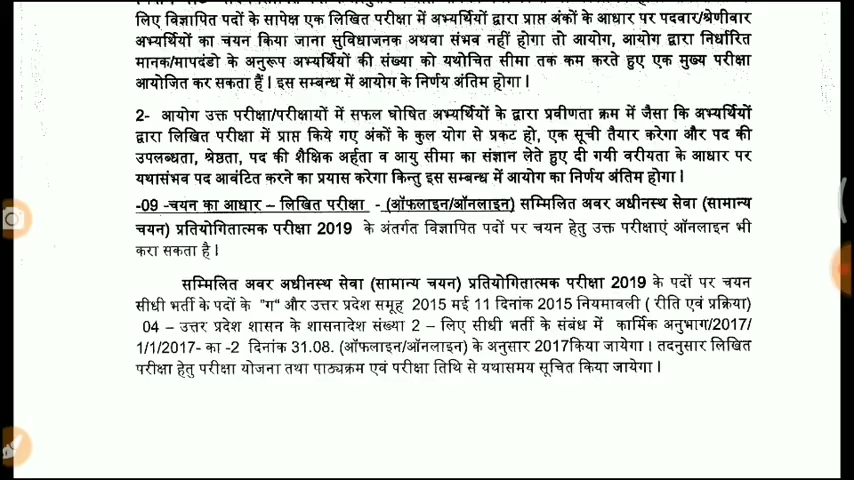 लिए विज्ञापित पदों के सापेक्ष एक लिखित परीक्षा में अभ्यर्थियों द्वारा प्राप्त अंकों के आधार पर पदवार/श्रेणीवार
अभ्यर्थियों का चयन किया जाना सुविधाजनक अथवा संभव नहीं होगा तो आयोग, आयोग द्वारा निर्धारित
मानक/मापदंडो के अनुरूप अभ्यर्थियों की संख्या को यथोचित सीमा तक कम करते हुए एक मुख्य परीक्षा
आयोजित कर सकता हैं। इस सम्बन्ध में आयोग के निर्णय अंतिम होगा।
2- आयोग उक्त परीक्षा/परीक्षायों में सफल घोषित अभ्यर्थियों के द्वारा प्रवीणता क्रम में जैसा कि अभ्यर्थियों
द्वारा लिखित परीक्षा में प्राप्त किये गए अंकों के कुल योग से प्रकट हो, एक सूची तैयार करेगा और पद की
उपलब्धता, श्रेष्ठता, पद की शैक्षिक अर्हता व आयु सीमा का संज्ञान लेते हुए दी गयी वरीयता के आधार पर
यथासंभव पद आवंटित करने का प्रयास करेगा किन्तु इस सम्बन्ध में आयोग का निर्णय अंतिम होगा।
-09 -चयन का आधार – लिखित परीक्षा - (ऑफलाइन/ऑनलाइन) सम्मिलित अवर अधीनस्थ सेवा (सामान्य
चयन) प्रतियोगितात्मक परीक्षा 2019 के अंतर्गत विज्ञापित पदों पर चयन हेतु उक्त परीक्षाएं ऑनलाइन भी
करा सकता है।
सम्मिलित अवर अधीनस्थ सेवा (सामान्य चयन) प्रतियोगितात्मक परीक्षा 2019 के पदों पर चयन
सीधी भर्ती के पदों के "ग" और उत्तर प्रदेश समूह 2015 मई 11 दिनांक 2015 नियमावली ( रीति एवं प्रक्रिया)
04 – उत्तर प्रदेश शासन के शासनादेश संख्या 2 – लिए सीधी भर्ती के संबंध में कार्मिक अनुभाग/2017/
1/1/2017- का -2 दिनांक 31.08. (ऑफलाइन/ऑनलाइन) के अनुसार 2017किया जायेगा। तदनुसार लिखित
परीक्षा हेतु परीक्षा योजना तथा पाठ्यक्रम एवं परीक्षा तिथि से यथासमय सूचित किया जायेगा।